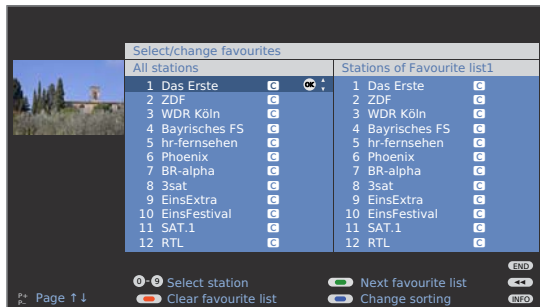 Select/change favourites
All stations
1 Das Erste C OK
2 ZDF C
3 WDR Köln C
4 Bayrisches FS C
5 hr-fernsehen C
6 Phoenix C
7 BR-alpha C
8 3sat C
9 EinsExtra C
10 EinsFestival C
11 SAT.1 C
12 RTL C
Stations of Favourite list1
1 Das Erste C
2 ZDF C
3 WDR Köln C
4 Bayrisches FS C
5 hr-fernsehen C
6 Phoenix C
7 BR-alpha C
8 3sat C
9 EinsExtra C
10 EinsFestival C
11 SAT.1 C
12 RTL C
END
0-9 Select station
Next favourite list
P+ P- Page ↑↓
Clear favourite list
Change sorting
INFO